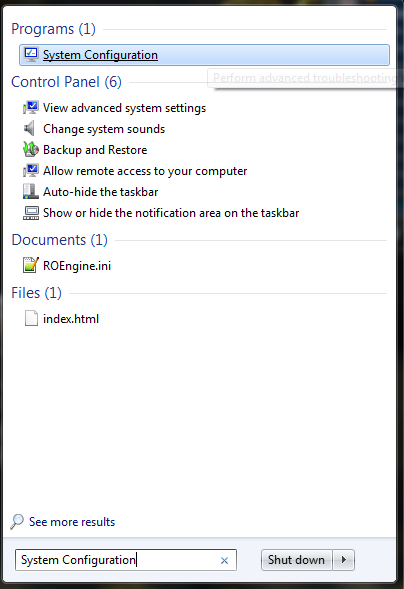 Programs (1)
System Configuration
Perform advanced troubleshooting
Control Panel (6)
View advanced system settings
Change system sounds
Backup and Restore
Allow remote access to your computer
Auto-hide the taskbar
Show or hide the notification area on the taskbar
Documents (1)
ROEngine.ini
Files (1)
index.html
See more results
System Configuration
Shut down